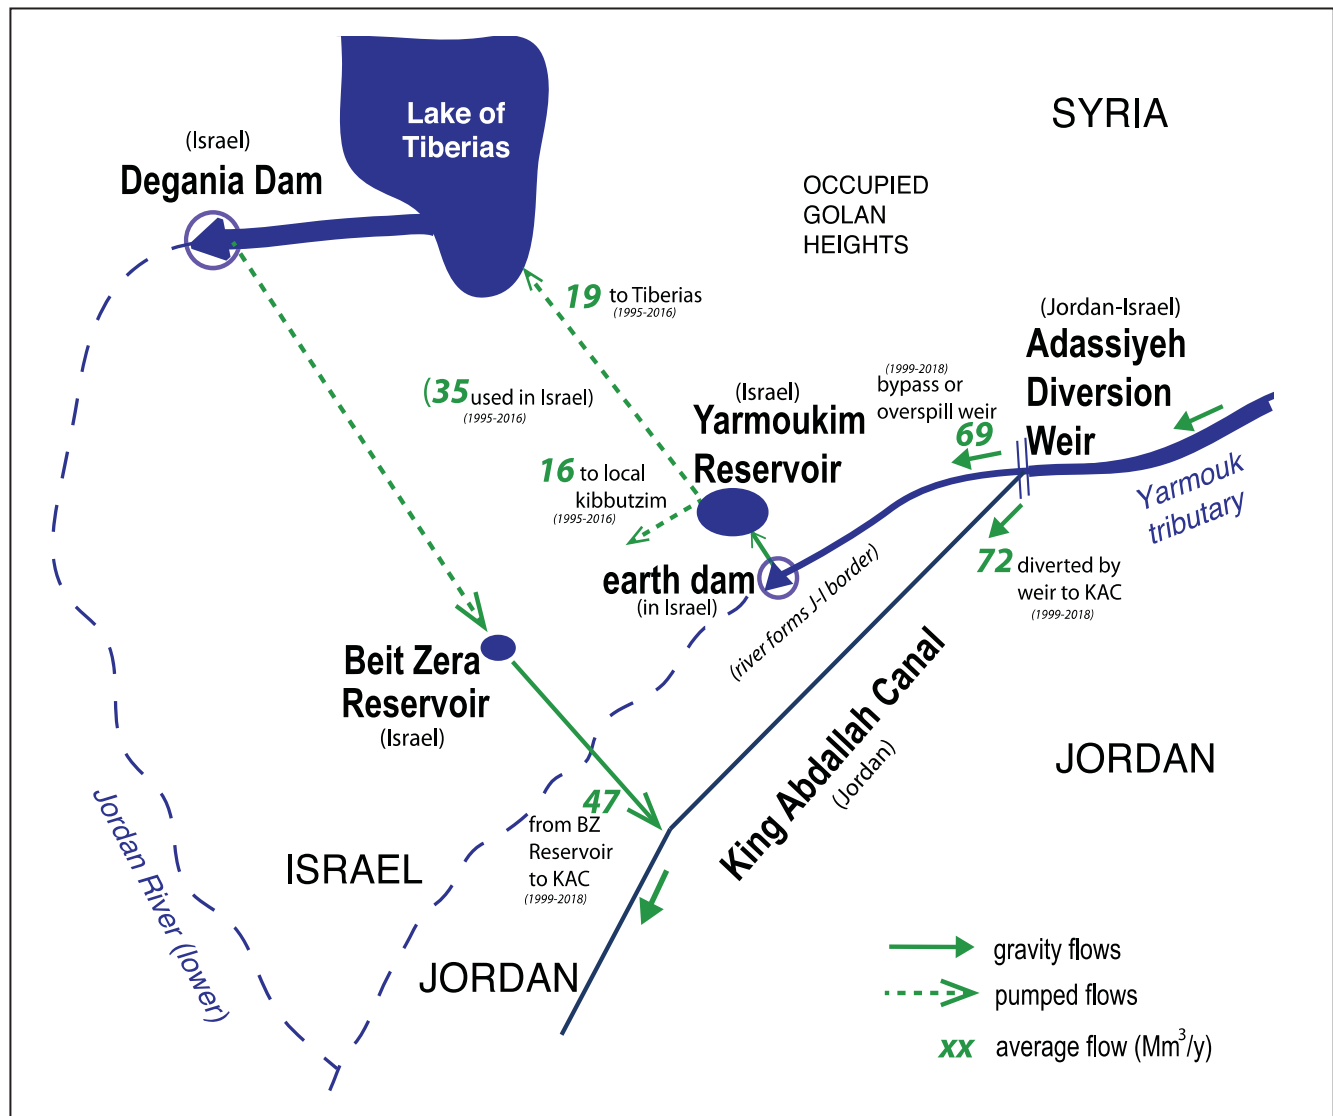 Lake of
Tiberias
SYRIA
(Israel)
Degania Dam
OCCUPIED
GOLAN
HEIGHTS
19 to Tiberias
(1995-2016)
(Jordan-Israel)
Adassiyeh
Diversion
Weir
(1999-2018)
bypass or
overspill weir
69
(35 used in Israel)
(1995-2016)
(Israel)
Yarmoukim
Reservoir
Yarmouk
tributary
16 to local
kibbutzim
(1995-2016)
earth dam
(in Israel)
(river forms J-I border)
72 diverted by
weir to KAC
(1999-2018)
Beit Zera
Reservoir
(Israel)
King Abdallah Canal
(Jordan)
JORDAN
47
from BZ
Reservoir
to KAC
(1999-2018)
Jordan River (lower)
ISRAEL
JORDAN
gravity flows
pumped flows
xx average flow (Mm³/y)